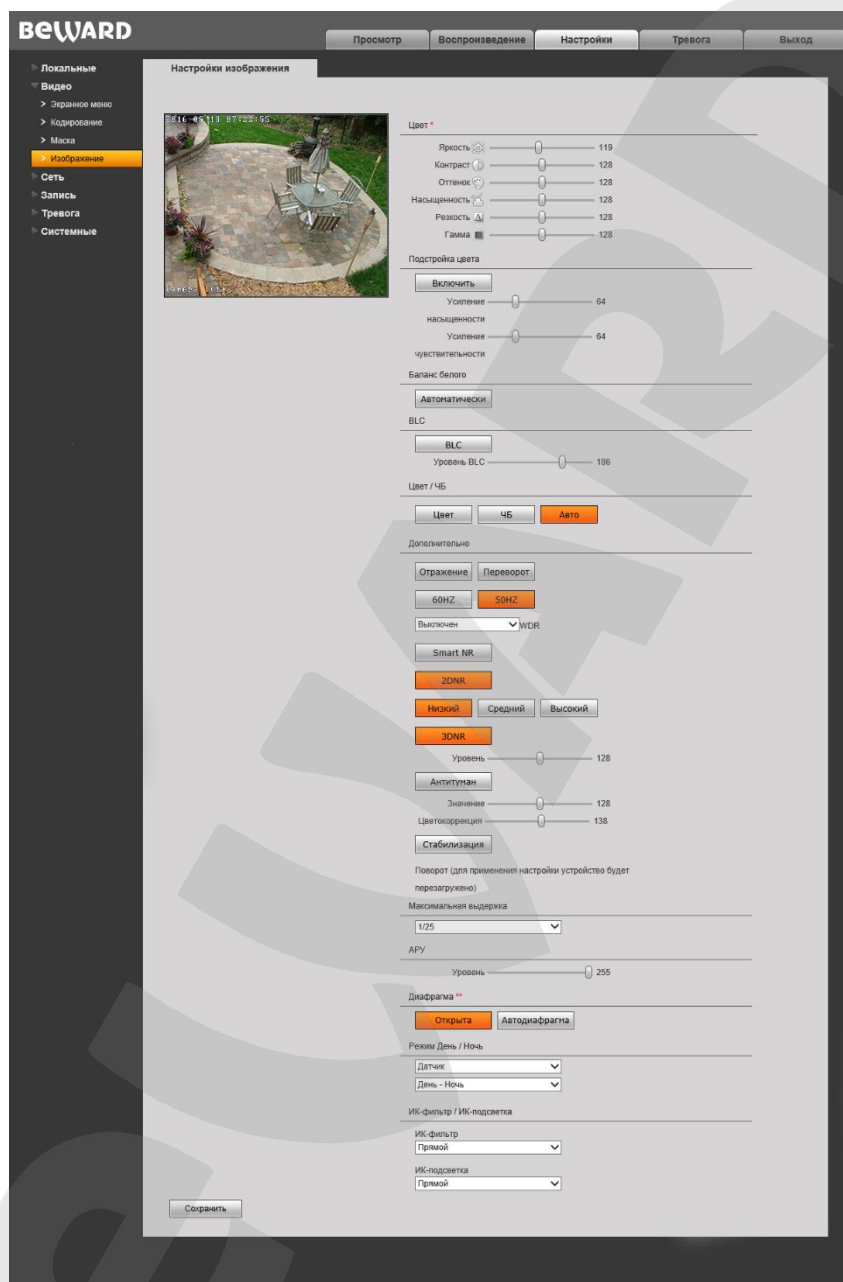 BEWARD
Просмотр Воспроизведение Настройки Тревога Выход
Локальные
Видео
Экранное меню
Кодирование
Маска
Изображение
Сеть
Запись
Тревога
Системные
Настройки изображения
Цвет *
Яркость 119
Контраст 128
Оттенок 128
Насыщенность 128
Резкость 128
Гамма 128
Подстройка цвета
Включить
Усиление 64
насыщенности
Усиление 64
чувствительности
Баланс белого
Автоматически
BLC
BLC
Уровень BLC 186
Цвет / ЧБ
Цвет ЧБ Авто
Дополнительно
Отражение Переворот
60HZ 50HZ
Выключен WDR
Smart NR
2DNR
Низкий Средний Высокий
3DNR
Уровень 128
Антитуман
Значение 128
Цветокоррекция 138
Стабилизация
Поворот (для применения настройки устройство будет
перезагружено)
Максимальная выдержка
1/25
АРУ
Уровень 255
Диафрагма **
Открыта Автодиафрагма
Режим День / Ночь
Датчик
День - Ночь
ИК-фильтр / ИК-подсветка
ИК-фильтр
Прямой
ИК-подсветка
Прямой
Сохранить